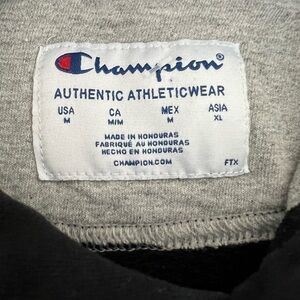 Champion®
AUTHENTIC ATHLETICWEAR
USA CA MEX ASIA
M M/M M XL
MADE IN HONDURAS
FABRIQUÉ AU HONDURAS
HECHO EN HONDURAS
CHAMPION.COM FTX